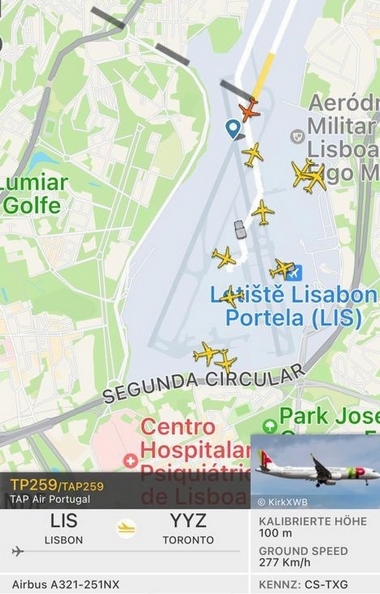 Aeród
Militar
Lisboa
igo M
Lumiar
Golfe
Letiště Lisabon
Portela (LIS)
SEGUNDA CIRCULAR
Park Jose
Centro
Hospitalar
Psiquiátric
de Lisboa
TP259/TAP259
TAP Air Portugal
© KirkXWB
LIS
YYZ
LISBON
TORONTO
KALIBRIERTE HÖHE
100 m
GROUND SPEED
277 Km/h
Airbus A321-251NX
KENNZ: CS-TXG